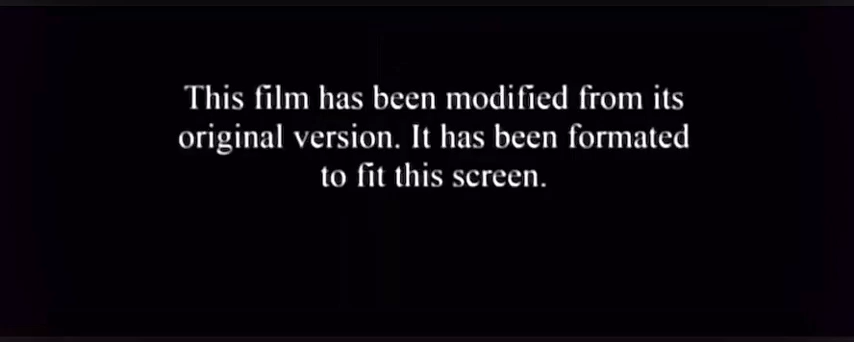 This film has been modified from its
original version. It has been formated
to fit this screen.